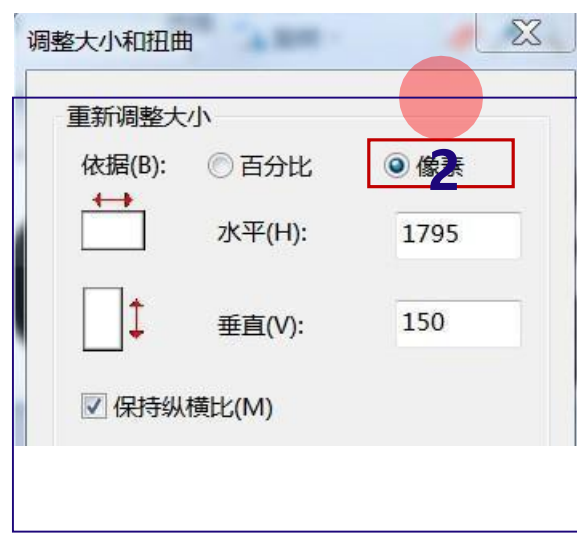 调整大小和扭曲
重新调整大小
依据(B): 百分比 像素
2
水平(H): 1795
垂直(V): 150
保持纵横比(M)